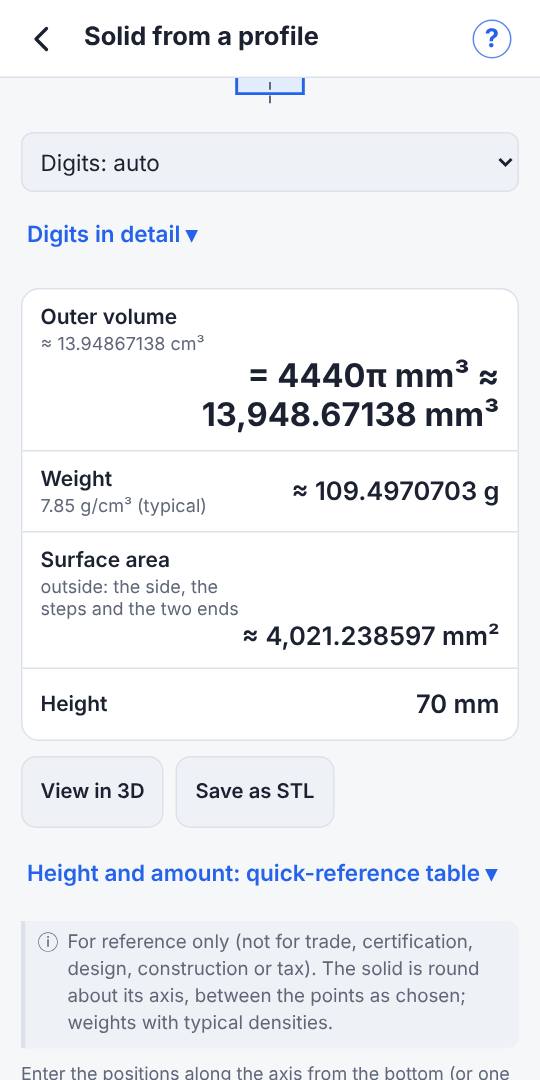 Solid from a profile
?
Digits: auto
Digits in detail ▼
Outer volume
≈ 13.94867138 cm³
= 4440π mm³ ≈
13,948.67138 mm³
Weight
7.85 g/cm³ (typical)
≈ 109.4970703 g
Surface area
outside: the side, the
steps and the two ends
≈ 4,021.238597 mm²
Height
70 mm
View in 3D
Save as STL
Height and amount: quick-reference table ▼
ⓘ For reference only (not for trade, certification,
design, construction or tax). The solid is round
about its axis, between the points as chosen;
weights with typical densities.
Enter the positions along the axis from the bottom (or one